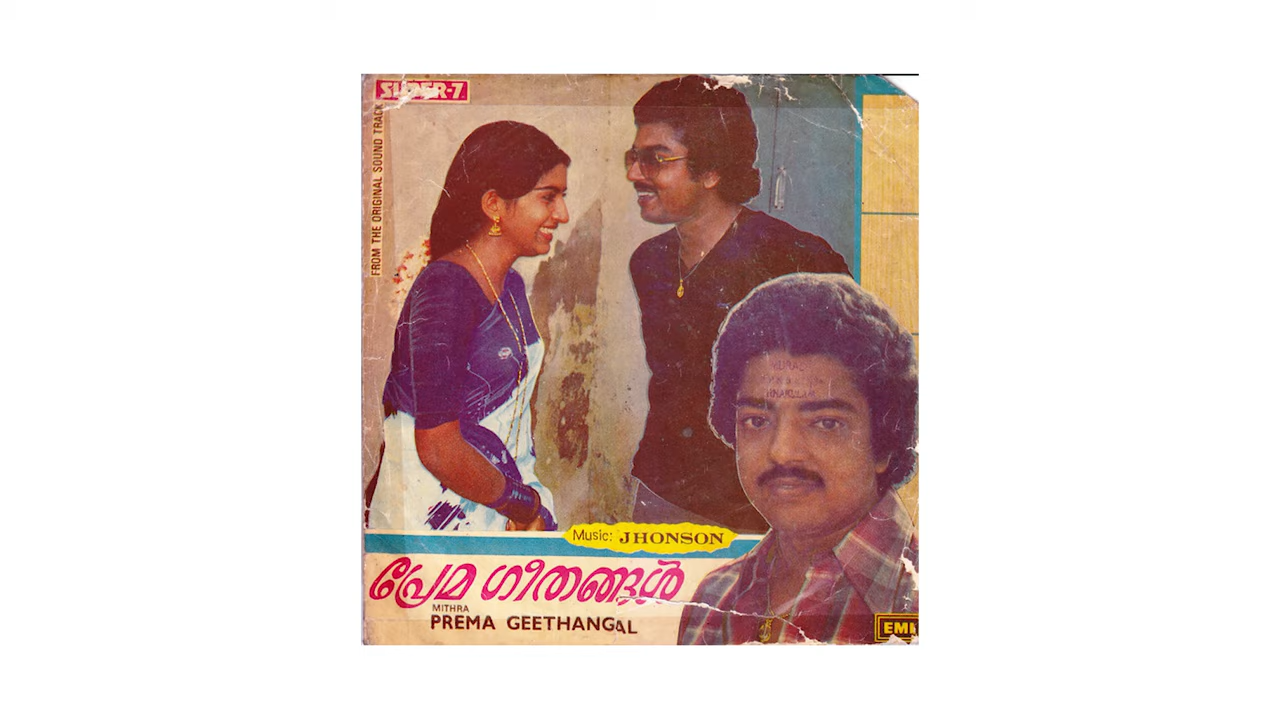 SUPER-7
FROM THE ORIGINAL SOUND TRACK
Music: JHONSON
പ്രേമ ഗീതങ്ങൾ
MITHRA
PREMA GEETHANGAL
EMI